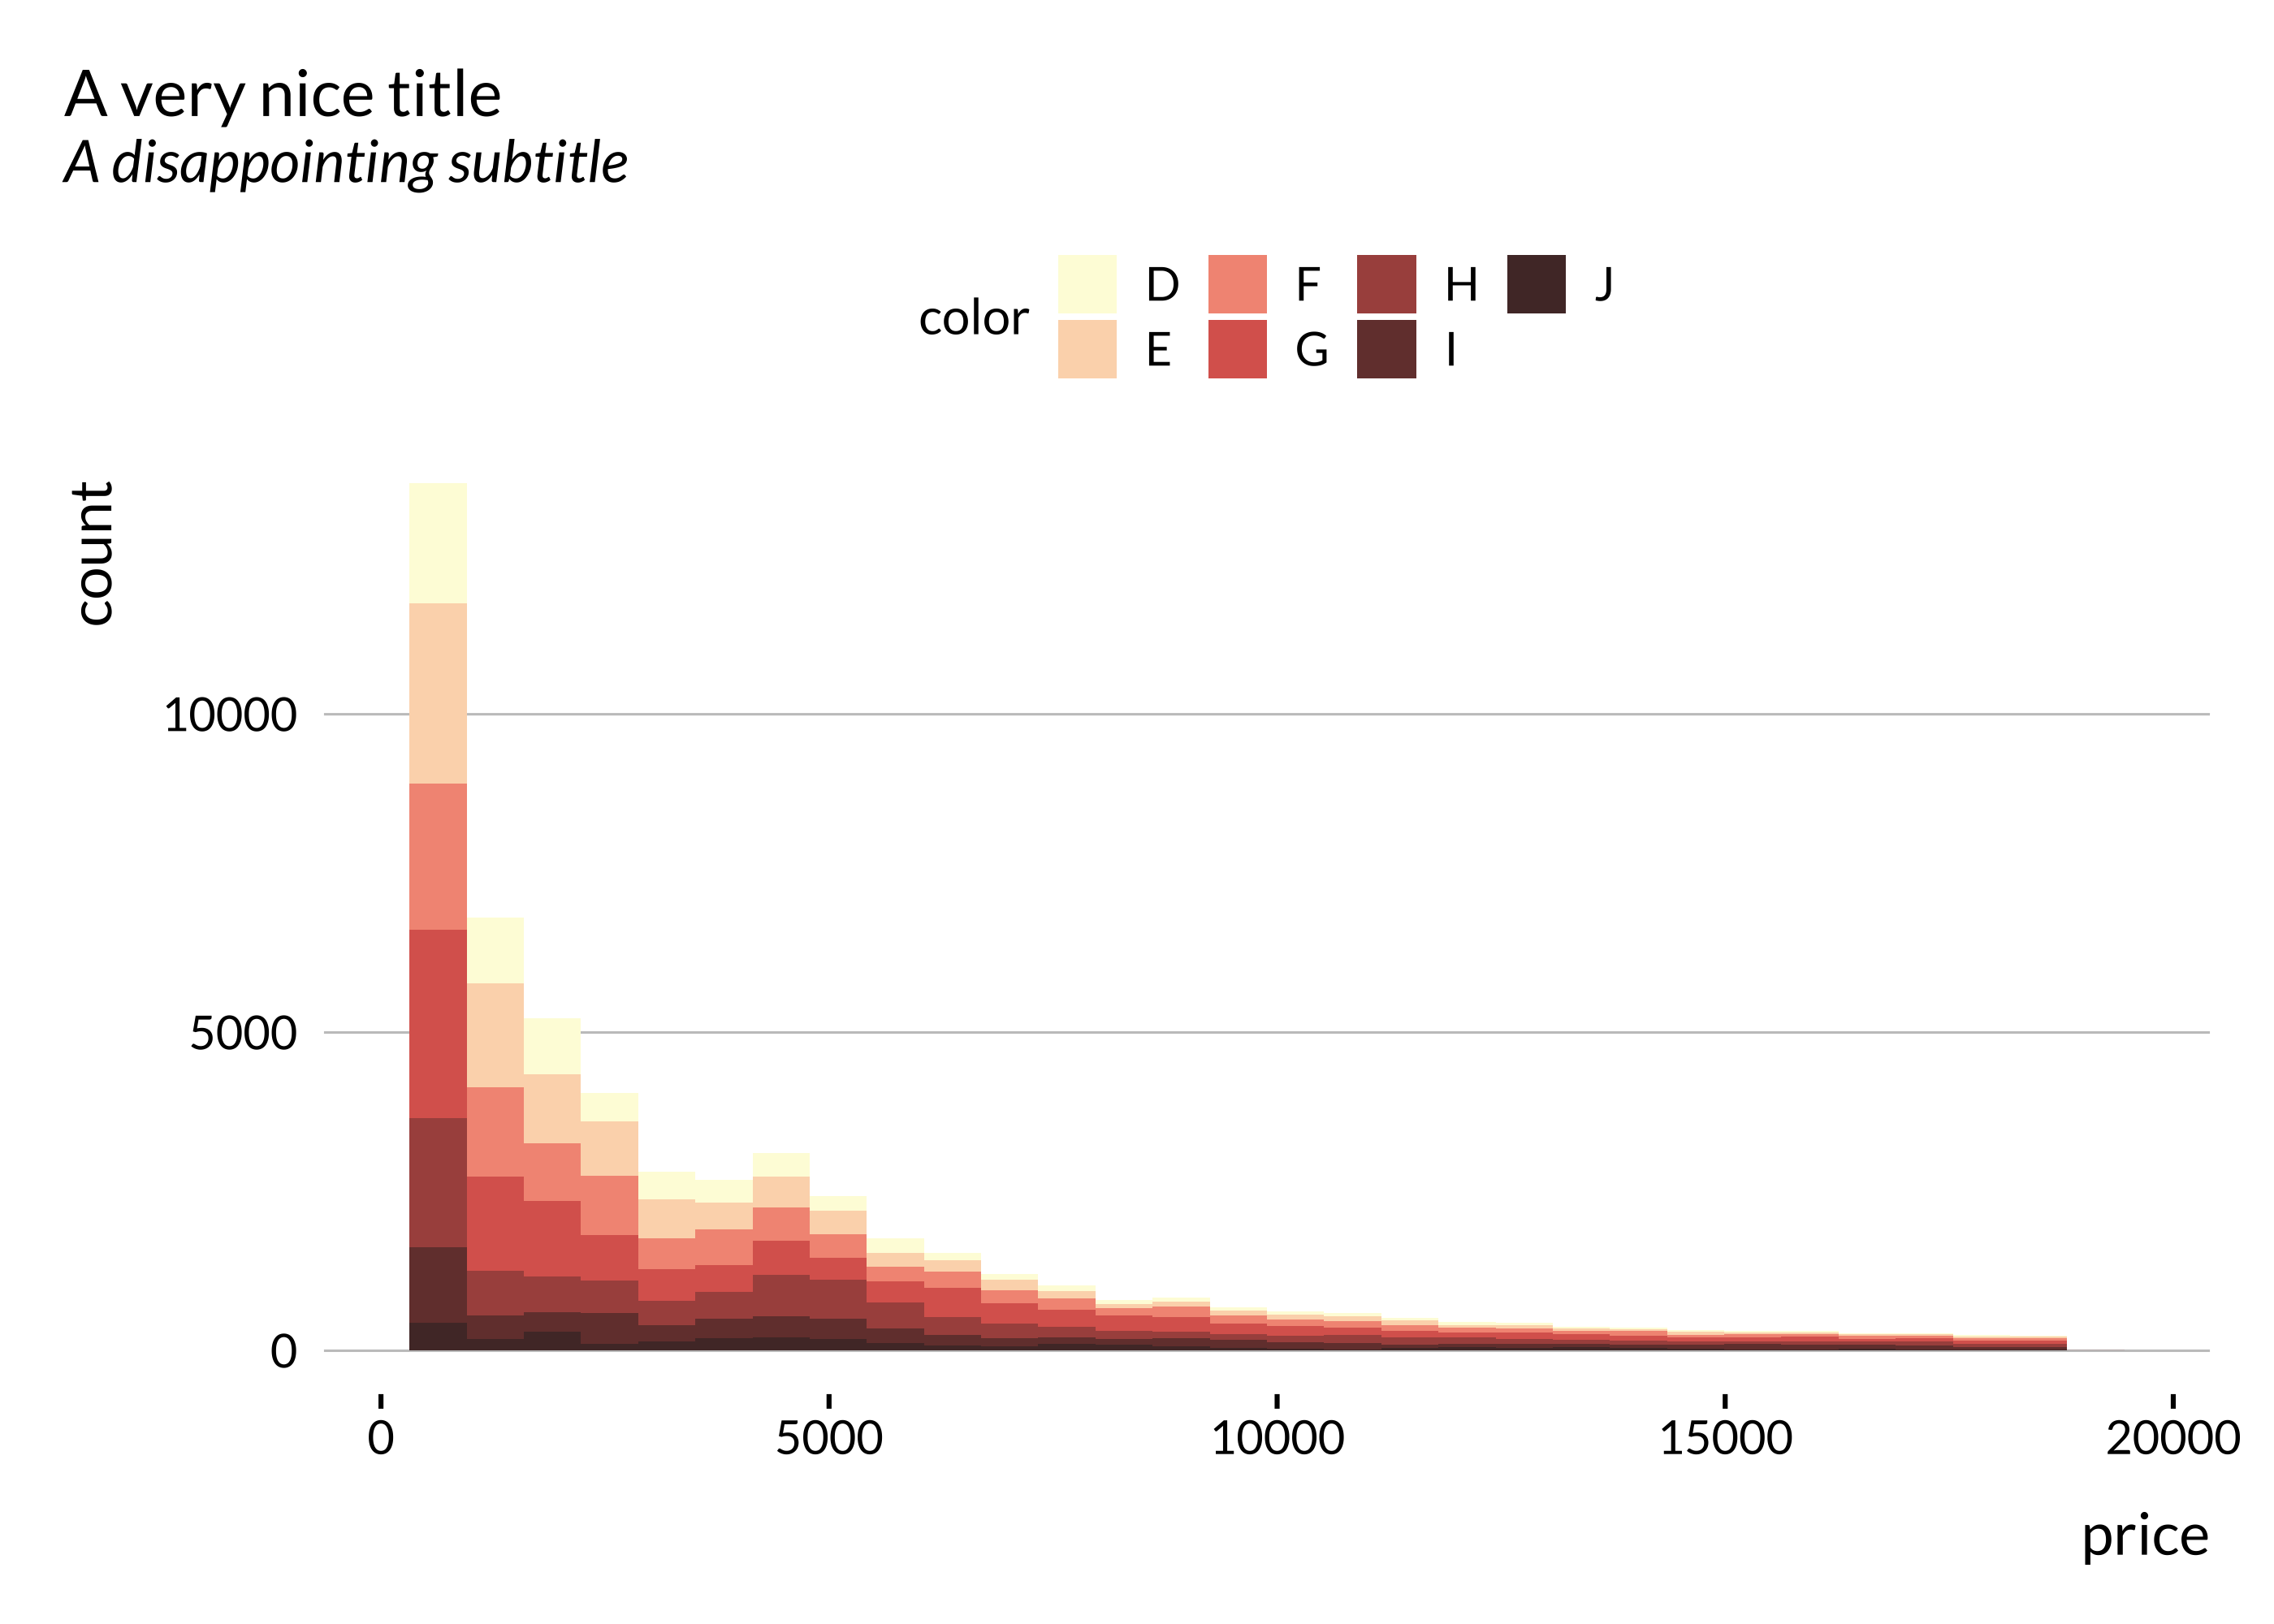 A very nice title
A disappointing subtitle
color
D F H J
E G I
count
10000
5000
0
0 5000 10000 15000 20000
price